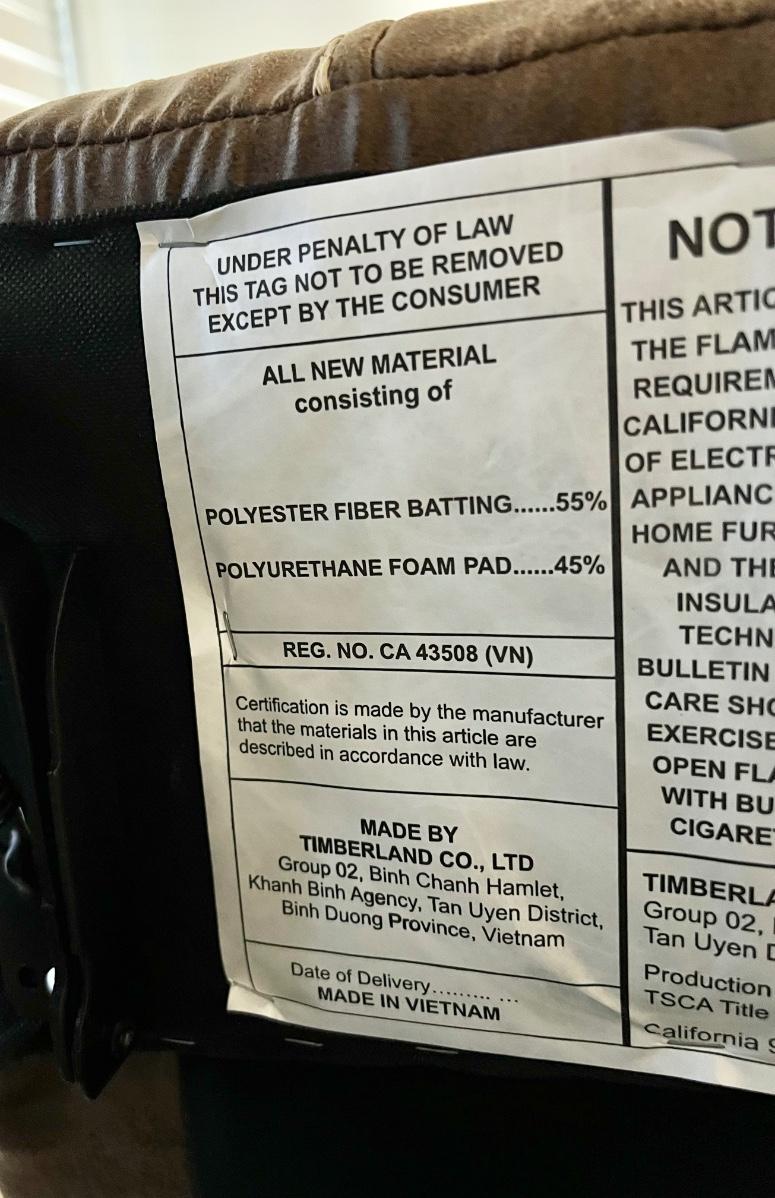 UNDER PENALTY OF LAW
THIS TAG NOT TO BE REMOVED
EXCEPT BY THE CONSUMER
ALL NEW MATERIAL
consisting of
POLYESTER FIBER BATTING......55%
POLYURETHANE FOAM PAD......45%
REG. NO. CA 43508 (VN)
Certification is made by the manufacturer
that the materials in this article are
described in accordance with law.
MADE BY
TIMBERLAND CO., LTD
Group 02, Binh Chanh Hamlet,
Khanh Binh Agency, Tan Uyen District,
Binh Duong Province, Vietnam
Date of Delivery......... ...
MADE IN VIETNAM
NOT
THIS ARTIC
THE FLAM
REQUIREM
CALIFORNI
OF ELECTR
APPLIANC
HOME FUR
AND THE
INSULA
TECHN
BULLETIN
CARE SHO
EXERCISE
OPEN FLA
WITH BU
CIGARE
TIMBERLA
Group 02,
Tan Uyen D
Production
TSCA Title
California 9